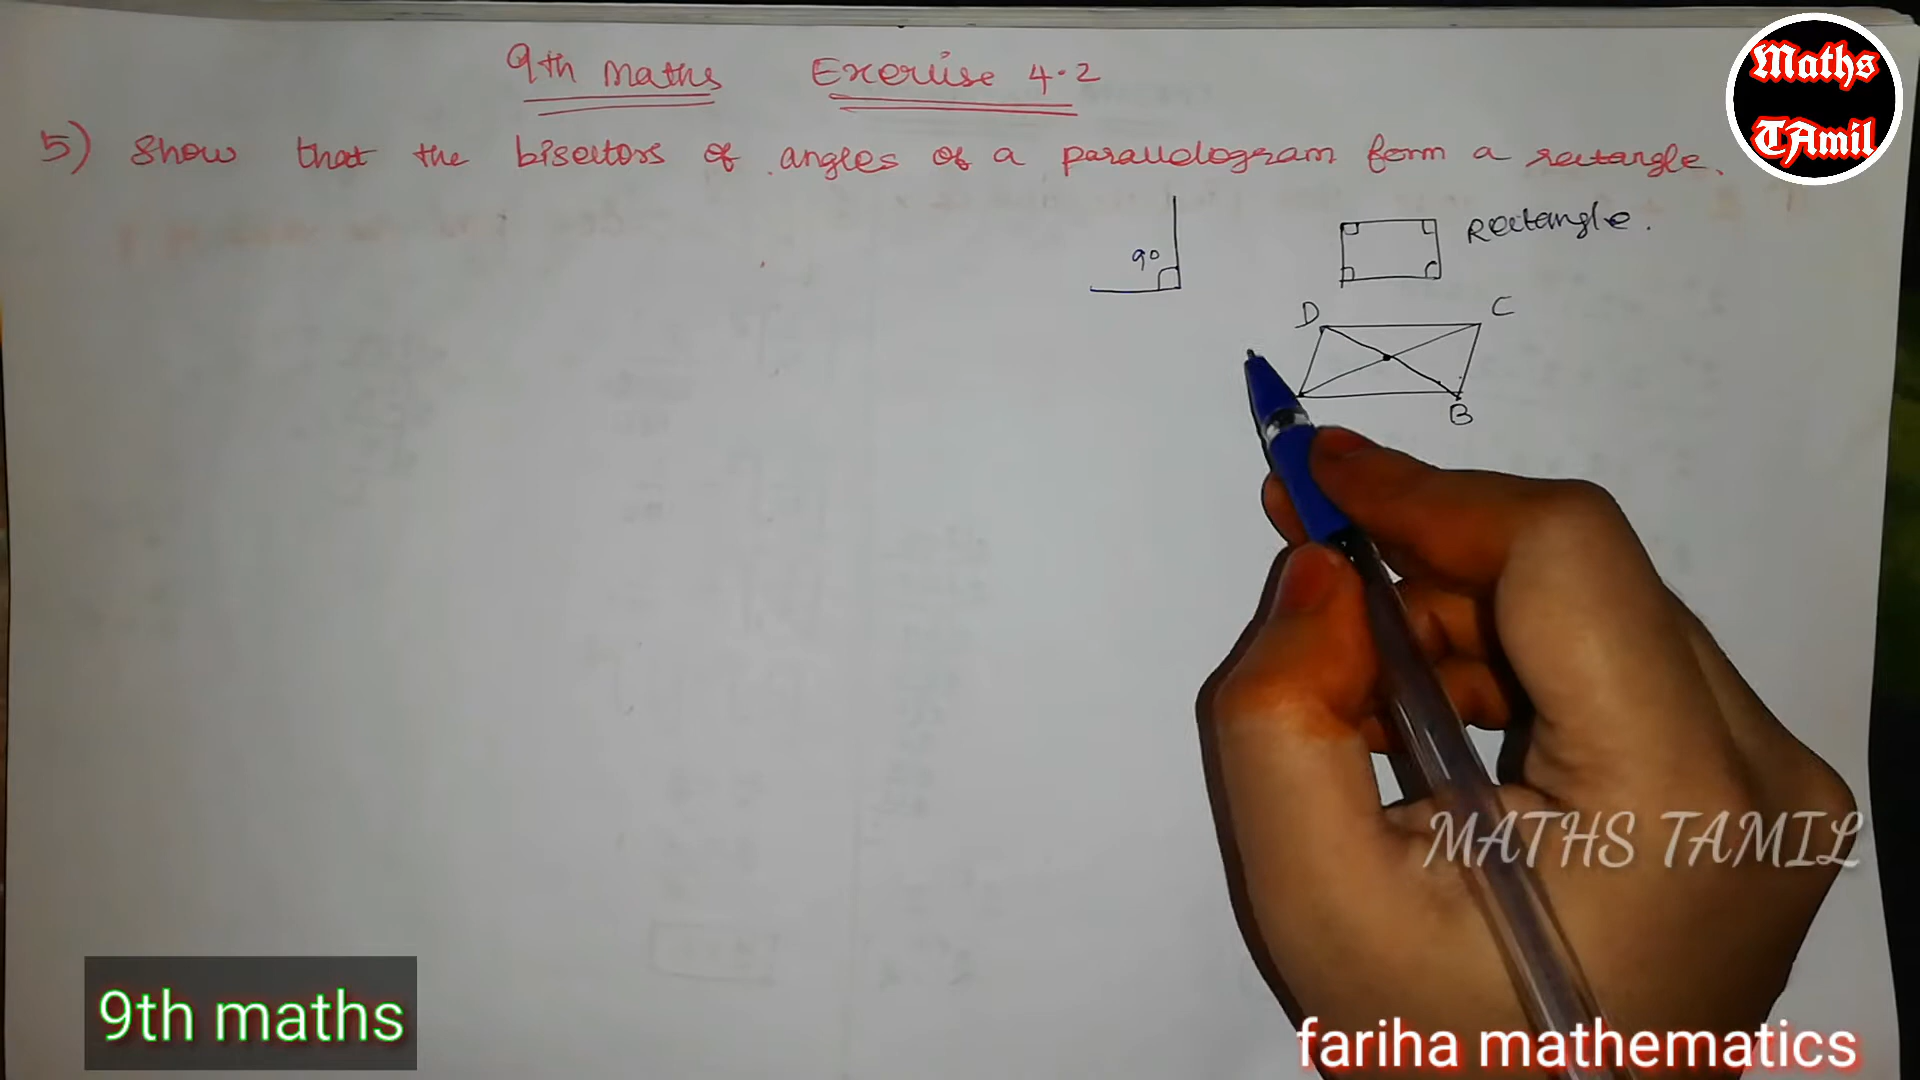 9th Maths Exercise 4.2
Maths
TAmil
5) Show that the bisectors of angles of a parallelogram form a rectangle.
90
Rectangle.
D
C
B
MATHS TAMIL
9th maths
fariha mathematics